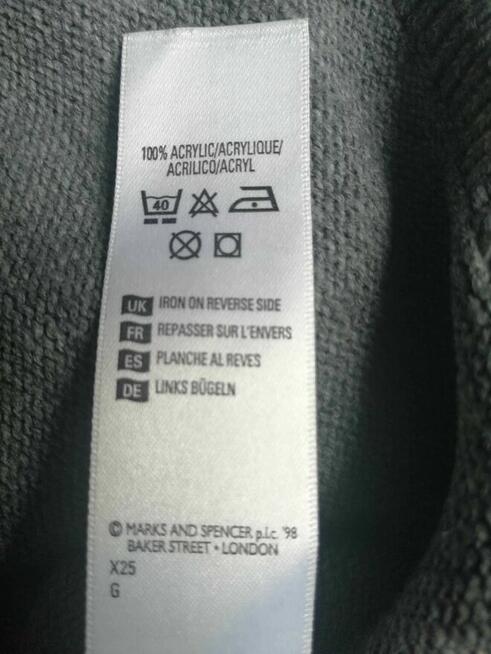 100% ACRYLIC/ACRYLIQUE/
ACRILICO/ACRYL
40
UK IRON ON REVERSE SIDE
FR REPASSER SUR L'ENVERS
ES PLANCHE AL REVES
DE LINKS BÜGELN
© MARKS AND SPENCER p.l.c. '98
BAKER STREET • LONDON
X25
G